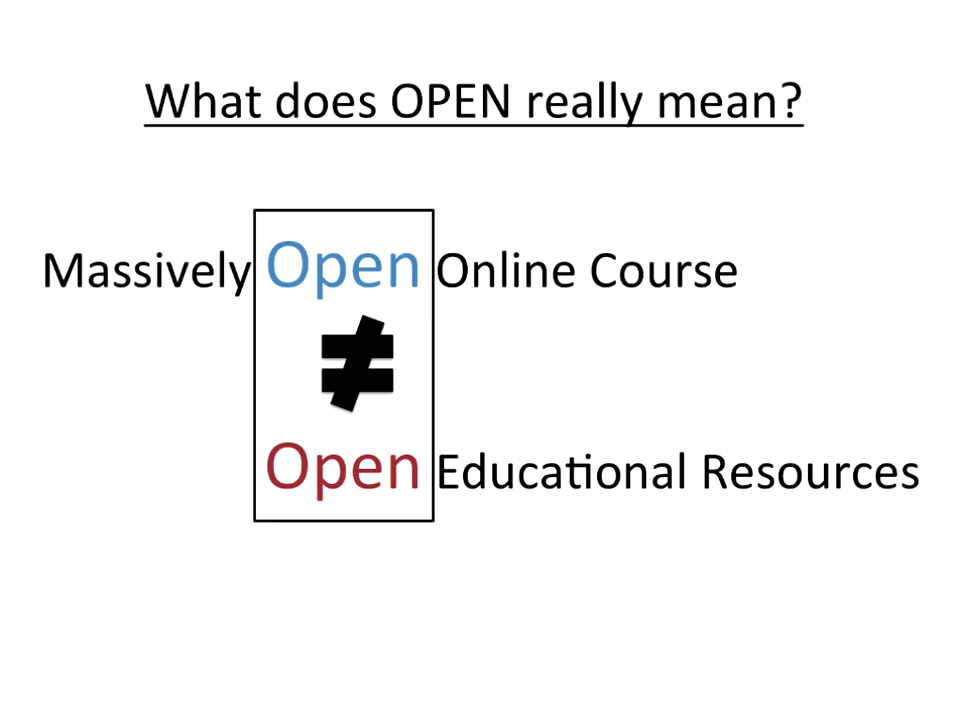 What does OPEN really mean?
Massively Open Online Course
≠
Open Educational Resources